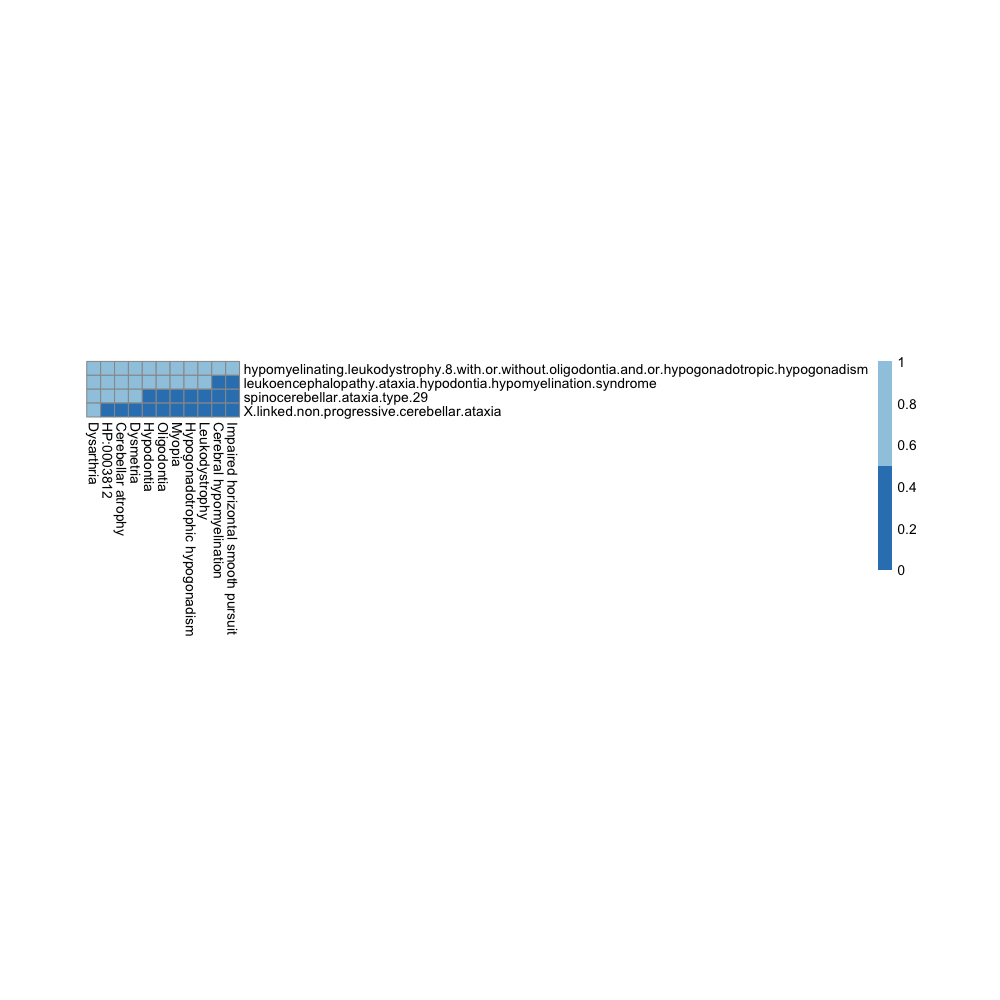 hypomyelinating.leukodystrophy.8.with.or.without.oligodontia.and.or.hypogonadotropic.hypogonadism
leukoencephalopathy.ataxia.hypodontia.hypomyelination.syndrome
spinocerebellar.ataxia.type.29
X.linked.non.progressive.cerebellar.ataxia
Dysarthria
HP:0003812
Cerebellar atrophy
Dysmetria
Hypodontia
Oligodontia
Myopia
Hypogonadotrophic hypogonadism
Leukodystrophy
Cerebral hypomyelination
Impaired horizontal smooth pursuit
1
0.8
0.6
0.4
0.2
0